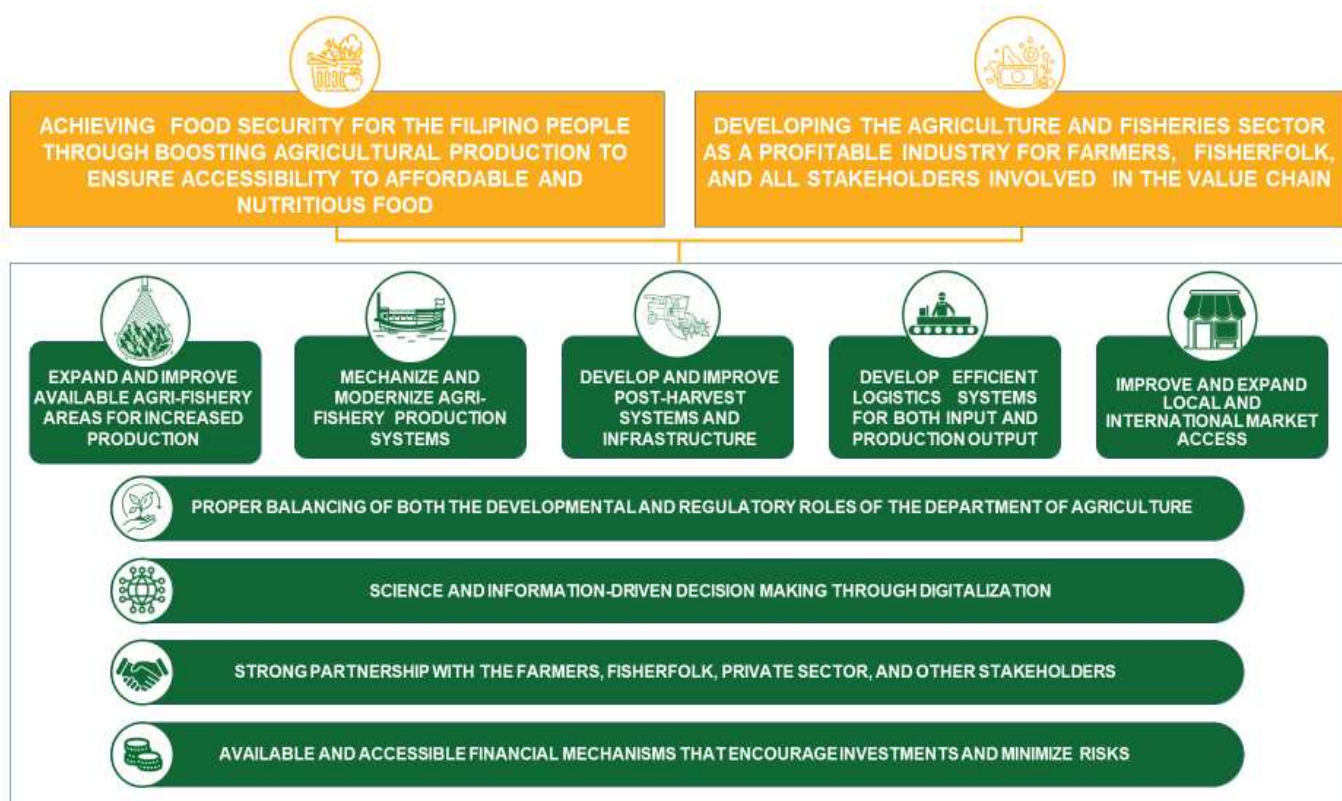 ACHIEVING FOOD SECURITY FOR THE FILIPINO PEOPLE
THROUGH BOOSTING AGRICULTURAL PRODUCTION TO
ENSURE ACCESSIBILITY TO AFFORDABLE AND
NUTRITIOUS FOOD
DEVELOPING THE AGRICULTURE AND FISHERIES SECTOR
AS A PROFITABLE INDUSTRY FOR FARMERS, FISHERFOLK,
AND ALL STAKEHOLDERS INVOLVED IN THE VALUE CHAIN
EXPAND AND IMPROVE
AVAILABLE AGRI-FISHERY
AREAS FOR INCREASED
PRODUCTION
MECHANIZE AND
MODERNIZE AGRI-
FISHERY PRODUCTION
SYSTEMS
DEVELOP AND IMPROVE
POST-HARVEST
SYSTEMS AND
INFRASTRUCTURE
DEVELOP EFFICIENT
LOGISTICS SYSTEMS
FOR BOTH INPUT AND
PRODUCTION OUTPUT
IMPROVE AND EXPAND
LOCAL AND
INTERNATIONAL MARKET
ACCESS
PROPER BALANCING OF BOTH THE DEVELOPMENTAL AND REGULATORY ROLES OF THE DEPARTMENT OF AGRICULTURE
SCIENCE AND INFORMATION-DRIVEN DECISION MAKING THROUGH DIGITALIZATION
STRONG PARTNERSHIP WITH THE FARMERS, FISHERFOLK, PRIVATE SECTOR, AND OTHER STAKEHOLDERS
AVAILABLE AND ACCESSIBLE FINANCIAL MECHANISMS THAT ENCOURAGE INVESTMENTS AND MINIMIZE RISKS